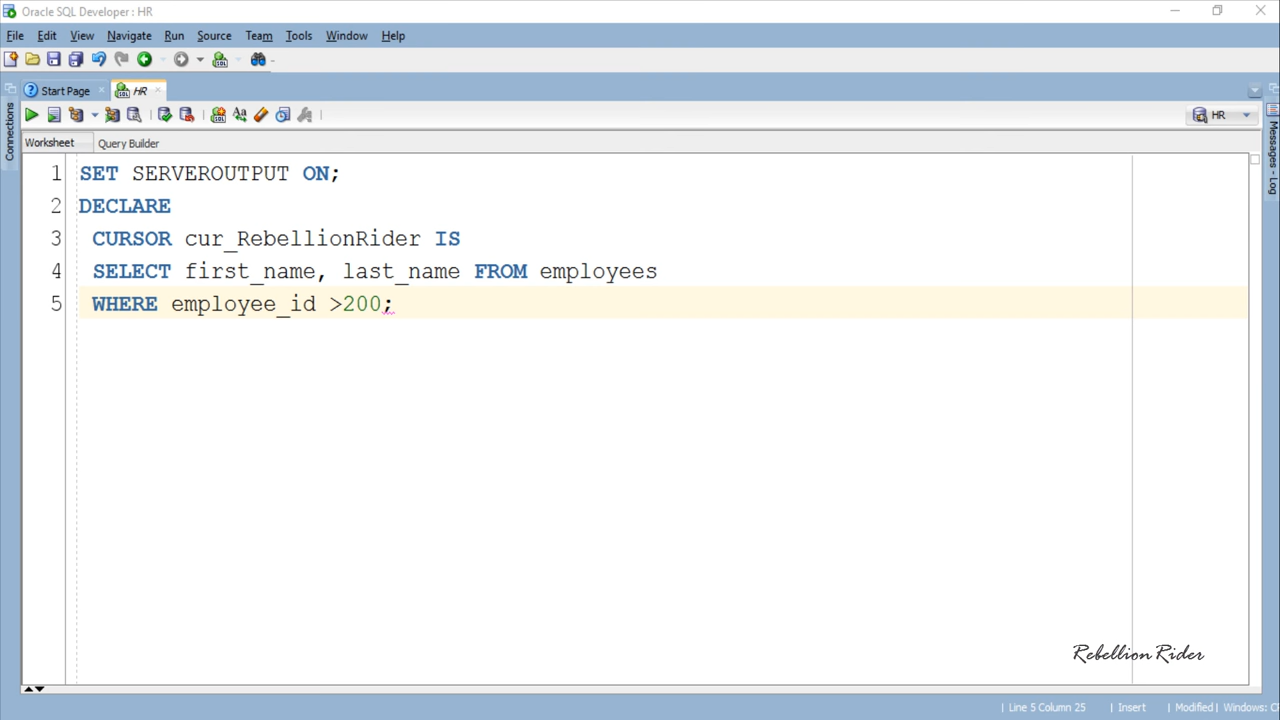 Oracle SQL Developer : HR
File Edit View Navigate Run Source Team Tools Window Help
Start Page HR
Connections
HR
Messages - Log
Worksheet Query Builder
1 SET SERVEROUTPUT ON;
2 DECLARE
3 CURSOR cur_RebellionRider IS
4 SELECT first_name, last_name FROM employees
5 WHERE employee_id >200;
Rebellion Rider
Line 5 Column 25 | Insert | Modified | Windows: C